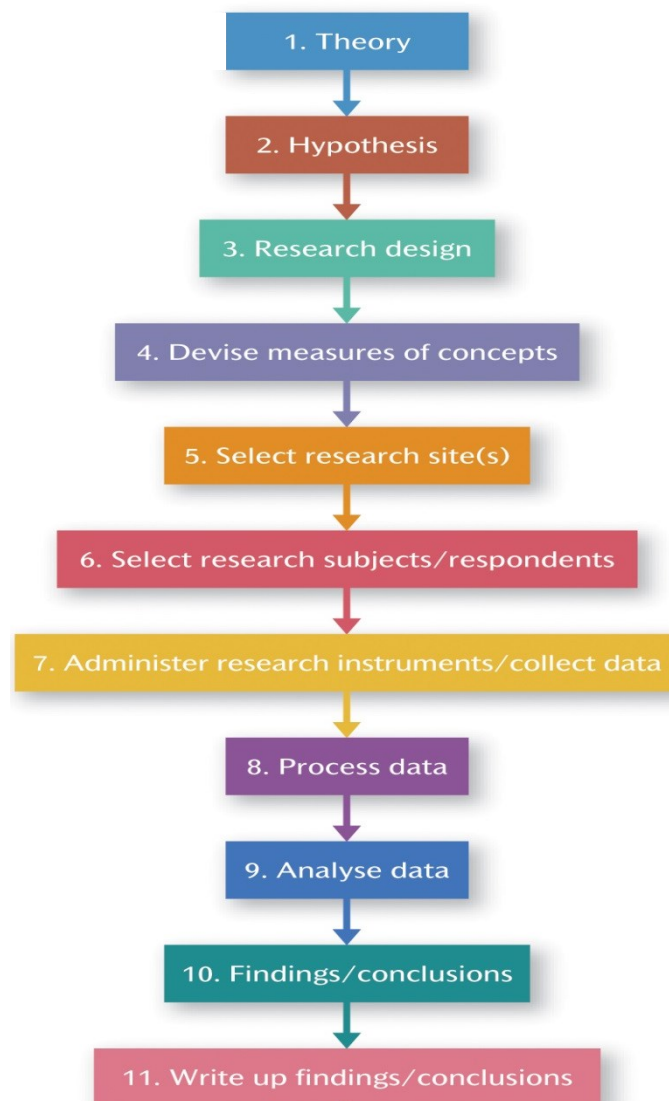 1. Theory
2. Hypothesis
3. Research design
4. Devise measures of concepts
5. Select research site(s)
6. Select research subjects/respondents
7. Administer research instruments/collect data
8. Process data
9. Analyse data
10. Findings/conclusions
11. Write up findings/conclusions